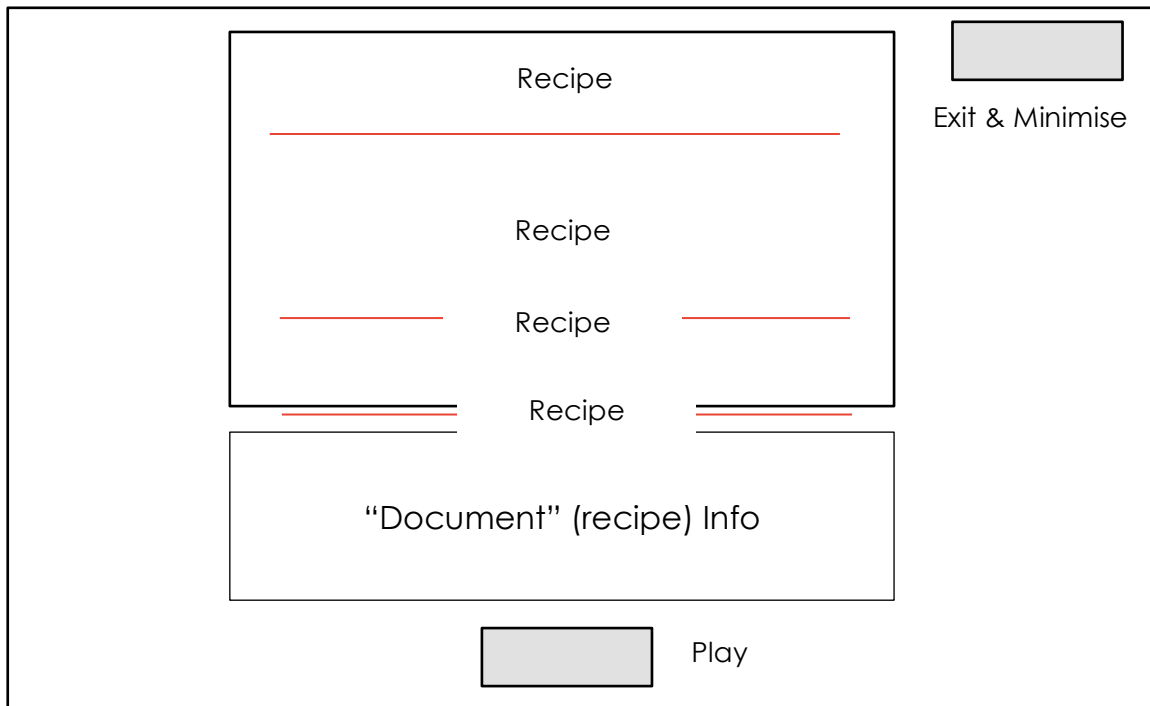 Recipe
Exit & Minimise
Recipe
Recipe
Recipe
“Document” (recipe) Info
Play